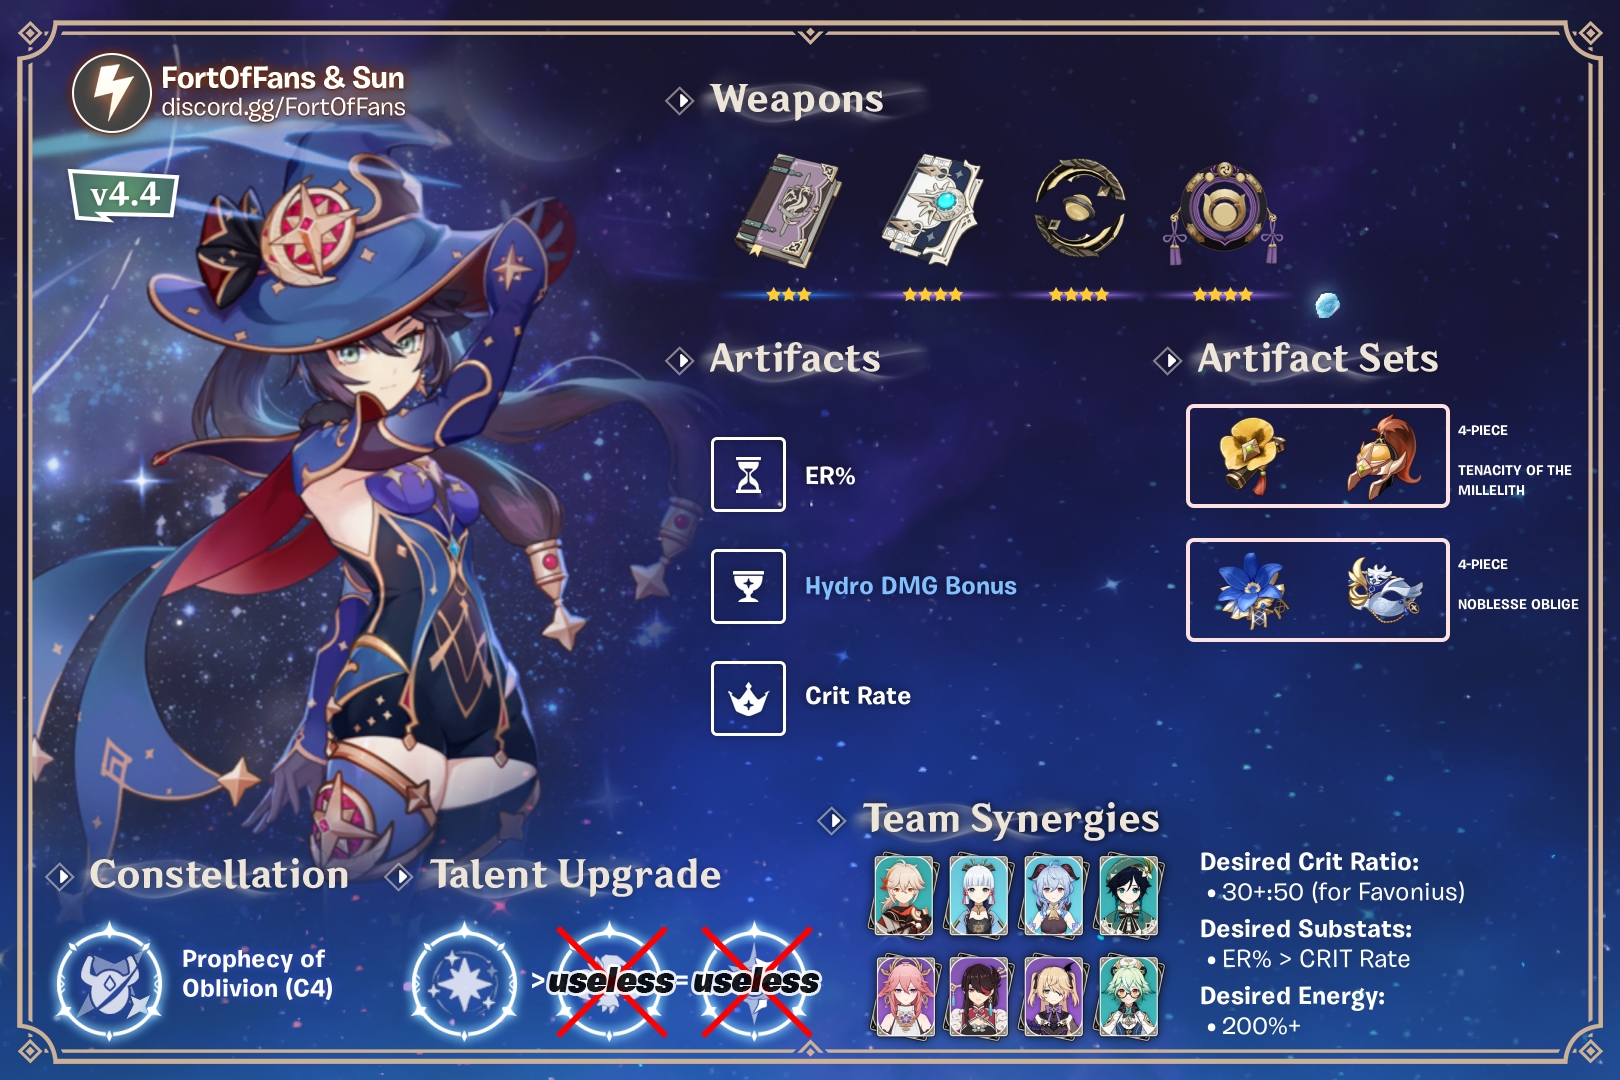 FortOfFans & Sun
discord.gg/FortOfFans
v4.4
Weapons
Artifacts
ER%
Hydro DMG Bonus
Crit Rate
Artifact Sets
4-PIECE
TENACITY OF THE
MILLELITH
4-PIECE
NOBLESSE OBLIGE
Constellation
Prophecy of
Oblivion (C4)
Talent Upgrade
> useless = useless
Team Synergies
Desired Crit Ratio:
• 30+:50 (for Favonius)
Desired Substats:
• ER% > CRIT Rate
Desired Energy:
• 200%+